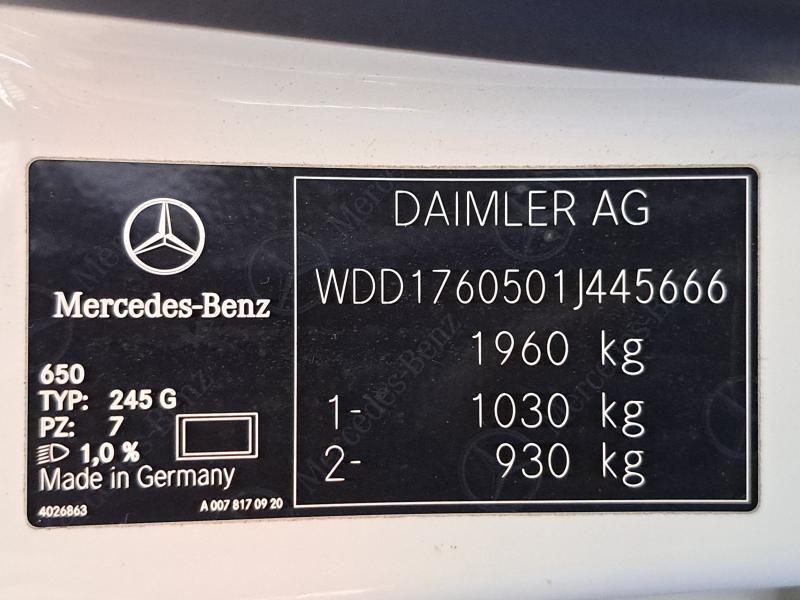 Mercedes-Benz
650
TYP: 245 G
PZ: 7
1,0 %
Made in Germany
4026863
A 007 817 09 20
DAIMLER AG
WDD1760501J445666
1960 kg
1- 1030 kg
2- 930 kg